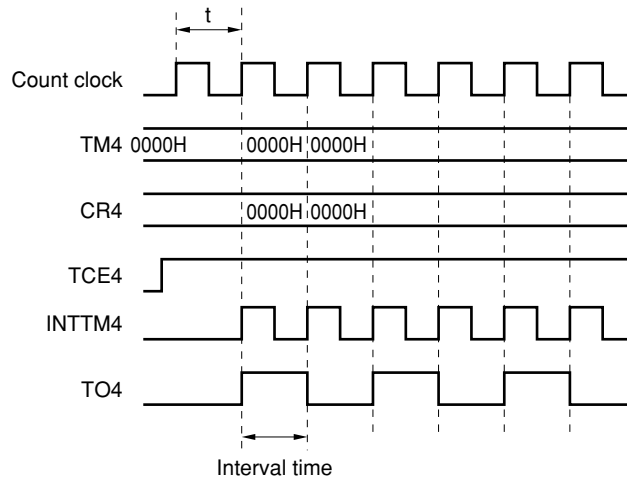 t
Count clock
TM4 0000H 0000H 0000H
CR4 0000H 0000H
TCE4
INTTM4
TO4
Interval time